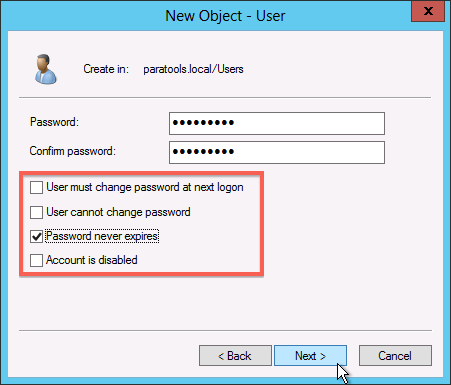 New Object - User
x
Create in: paratools.local/Users
Password: •••••••••
Confirm password: •••••••••
User must change password at next logon
User cannot change password
Password never expires
Account is disabled
< Back Next > Cancel